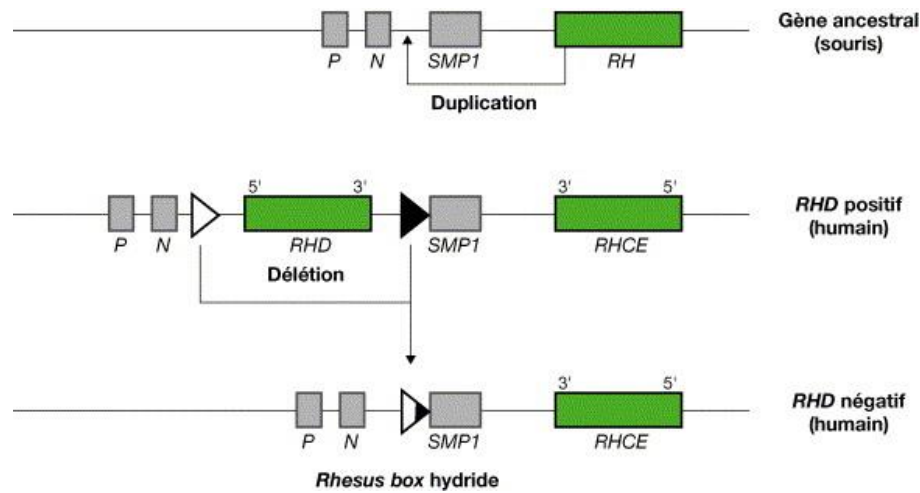 Gène ancestral
(souris)
P N SMP1 RH
Duplication
5' 3' 3' 5'
RHD positif
(humain)
P N RHD SMP1 RHCE
Délétion
3' 5'
RHD négatif
(humain)
P N SMP1 RHCE
Rhesus box hydride